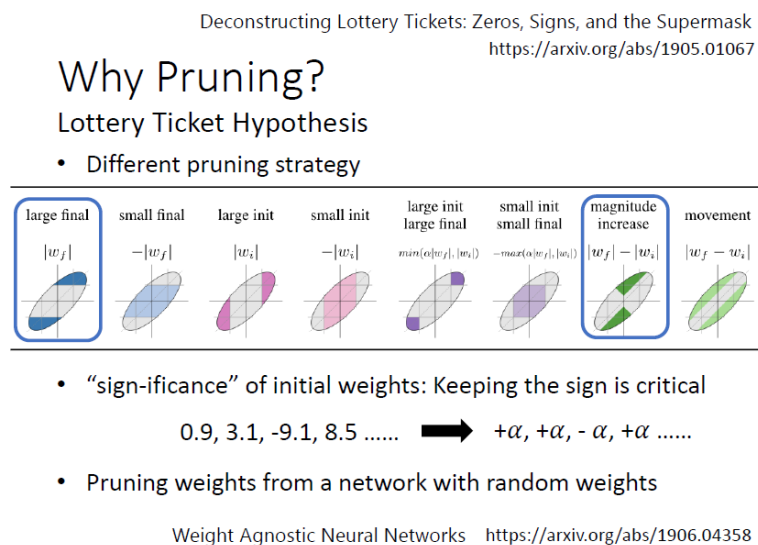 Deconstructing Lottery Tickets: Zeros, Signs, and the Supermask
https://arxiv.org/abs/1905.01067
Why Pruning?
Lottery Ticket Hypothesis
• Different pruning strategy
large final small final large init small init large init large final small init small final magnitude increase movement
|w_f| −|w_f| |w_i| −|w_i| min(α|w_f|, |w_i|) −max(α|w_f|, |w_i|) |w_f| − |w_i| |w_f − w_i|
• “sign-ificance” of initial weights: Keeping the sign is critical
0.9, 3.1, -9.1, 8.5 …… +α, +α, - α, +α ……
• Pruning weights from a network with random weights
Weight Agnostic Neural Networks https://arxiv.org/abs/1906.04358